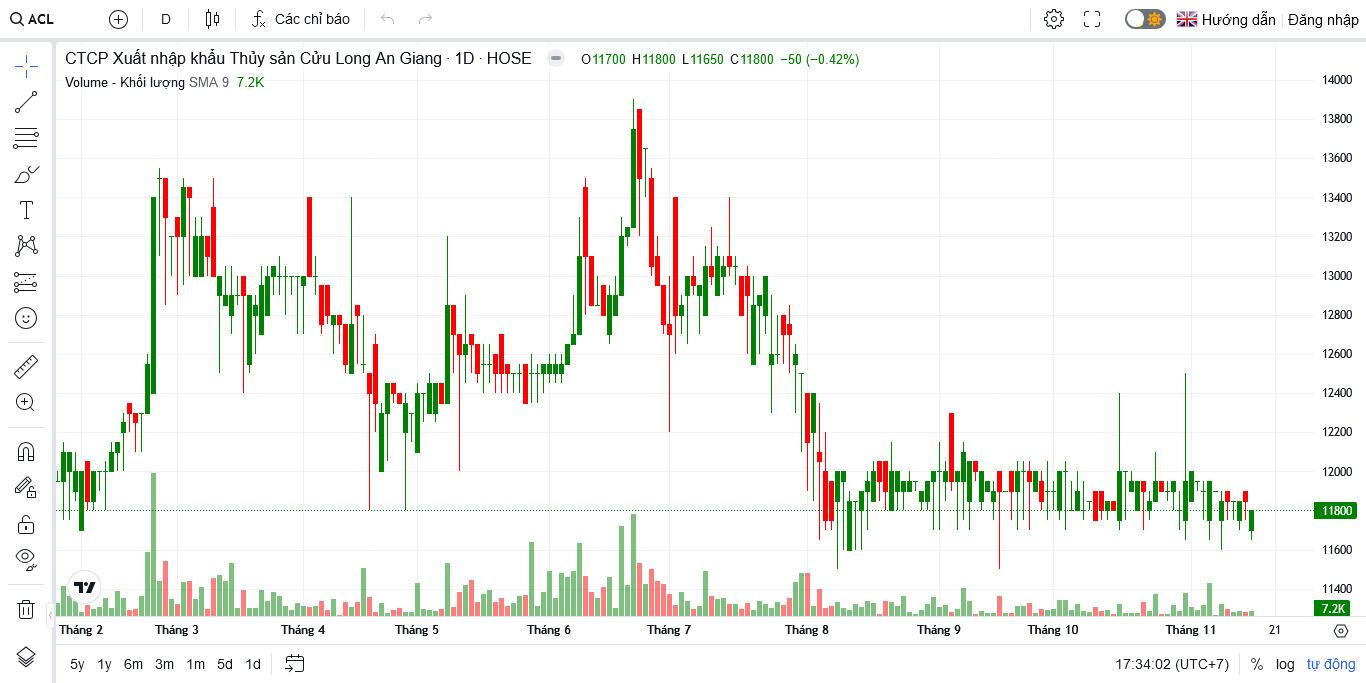 ACL D Các chỉ báo Hướng dẫn Đăng nhập
CTCP Xuất nhập khẩu Thủy sản Cửu Long An Giang · 1D · HOSE O11700 H11800 L11650 C11800 −50 (−0.42%)
Volume - Khối lượng SMA 9 7.2K
14000
13800
13600
13400
13200
13000
12800
12600
12400
12200
12000
11800
11600
11400
7.2K
Tháng 2 Tháng 3 Tháng 4 Tháng 5 Tháng 6 Tháng 7 Tháng 8 Tháng 9 Tháng 10 Tháng 11 21
5y 1y 6m 3m 1m 5d 1d 17:34:02 (UTC+7) % log tự động